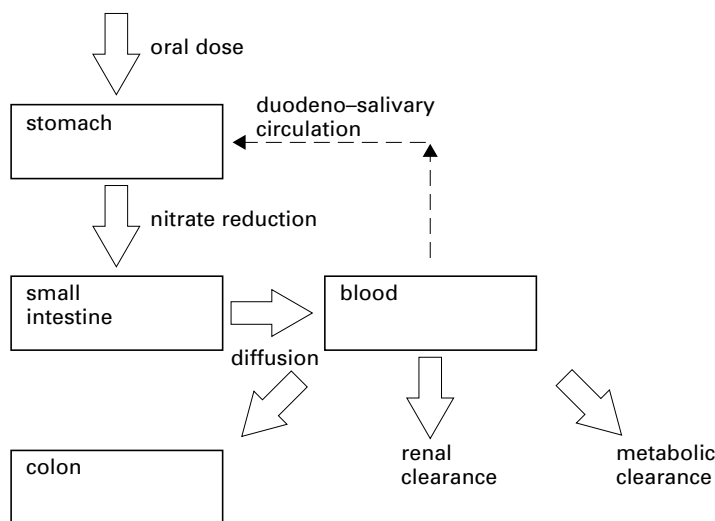 oral dose
stomach
duodeno–salivary
circulation
nitrate reduction
small
intestine
blood
diffusion
colon
renal
clearance
metabolic
clearance